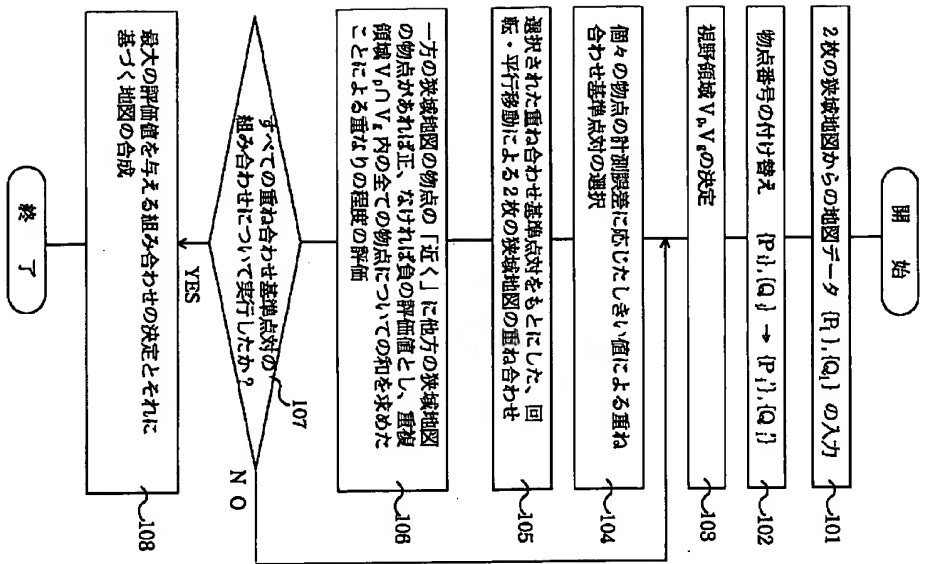 開 始
2枚の狭域地図からの地図データ {Pᵢ}, {Qⱼ} の入力
101
物点番号の付け替え {Pᵢ}, {Qⱼ} → {Pᵢ'}, {Qⱼ'}
102
視野領域Vₚ, V_Qの決定
103
個々の物点の計測誤差に応じたしきい値による重ね
合わせ基準点対の選択
104
選択された重ね合わせ基準点対をもとにした、回
転・平行移動による2枚の狭域地図の重ね合わせ
105
一方の狭域地図の物点の「近く」に他方の狭域地図
の物点があれば正、なければ負の評価値とし、重複
領域Vₚ∩V_Q内の全ての物点についての和を求めた
ことによる重なりの程度の評価
106
すべての重ね合わせ基準点対の
組み合わせについて実行したか?
107
NO
YES
最大の評価値を与える組み合わせの決定とそれに
基づく地図の合成
108
終 了